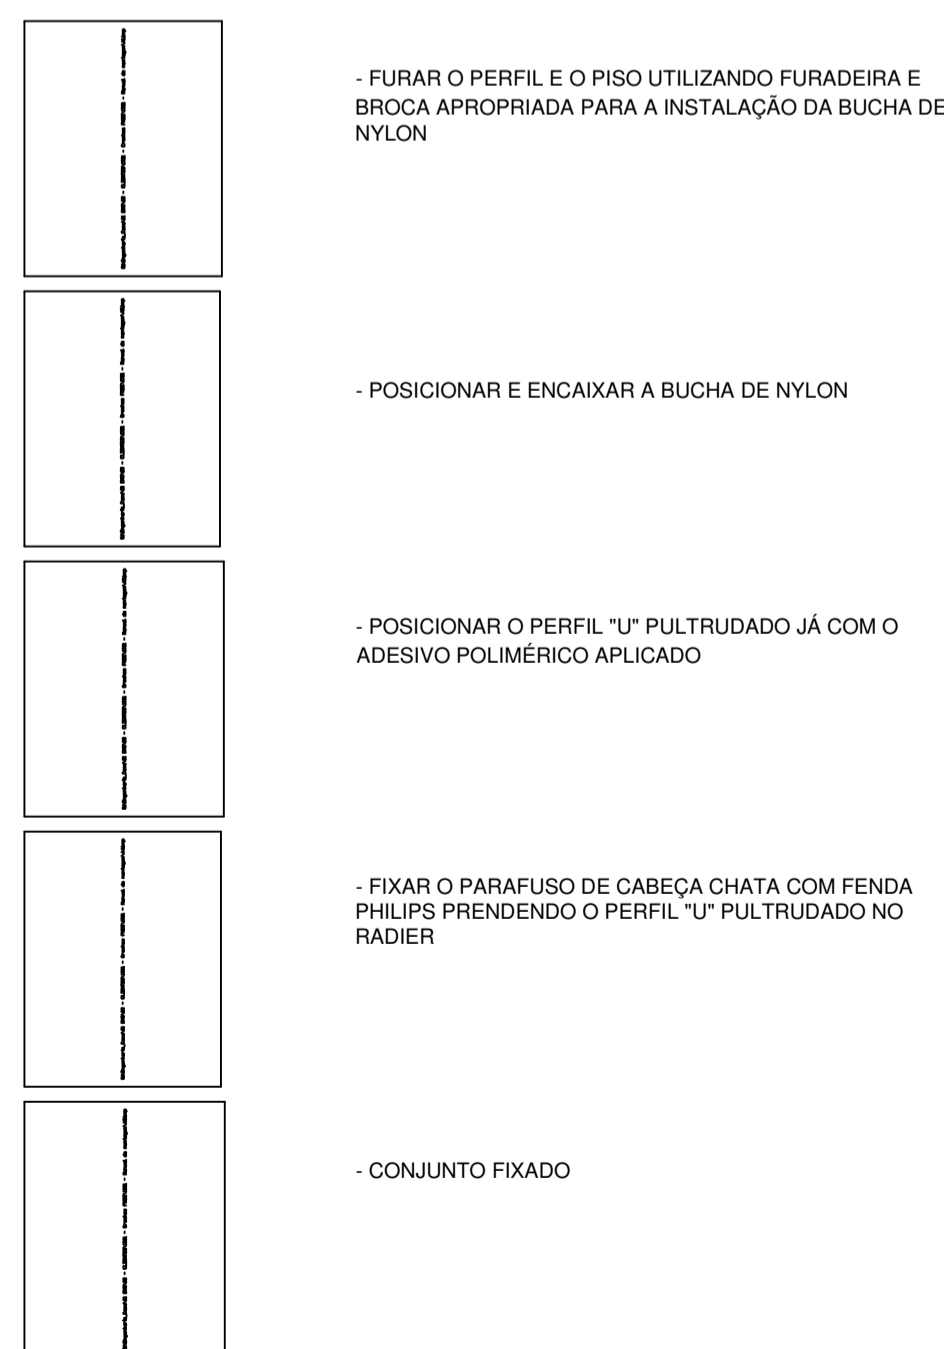 - FURAR O PERFIL E O PISO UTILIZANDO FURADEIRA E
BROCA APROPRIADA PARA A INSTALAÇÃO DA BUCHA DE
NYLON
- POSICIONAR E ENCAIXAR A BUCHA DE NYLON
- POSICIONAR O PERFIL "U" PULTRUDADO JÁ COM O
ADESIVO POLIMÉRICO APLICADO
- FIXAR O PARAFUSO DE CABEÇA CHATA COM FENDA
PHILIPS PRENDENDO O PERFIL "U" PULTRUDADO NO
RADIER
- CONJUNTO FIXADO